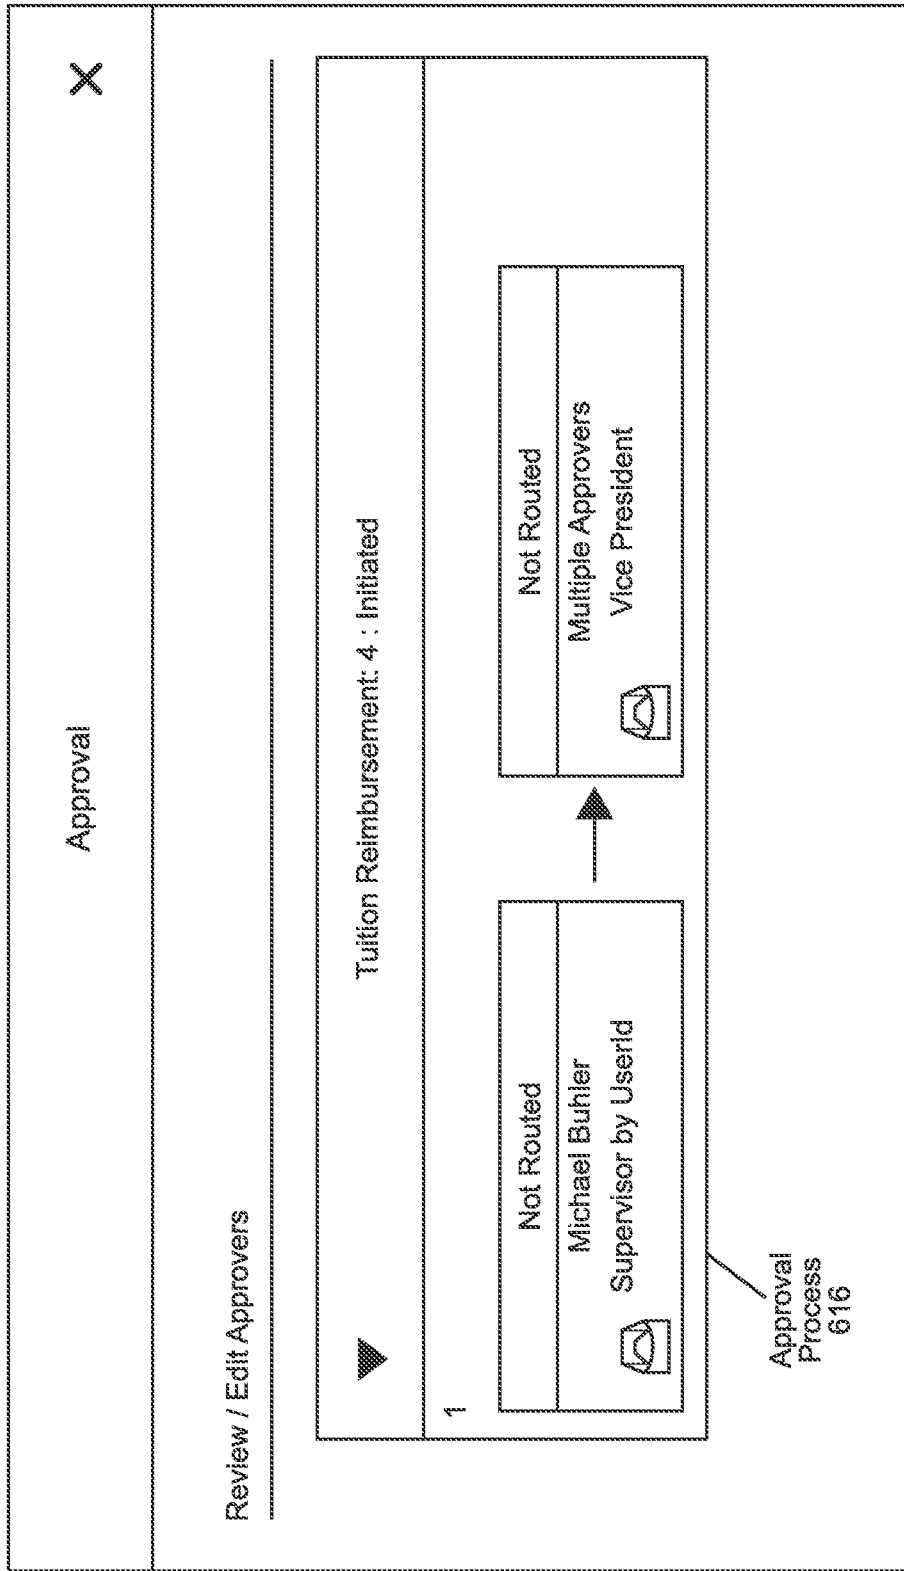 Approval
X
Review / Edit Approvers
Tuition Reimbursement: 4 : Initiated
1
Not Routed
Michael Buhler
Supervisor by UserId
Not Routed
Multiple Approvers
Vice President
Approval
Process
616